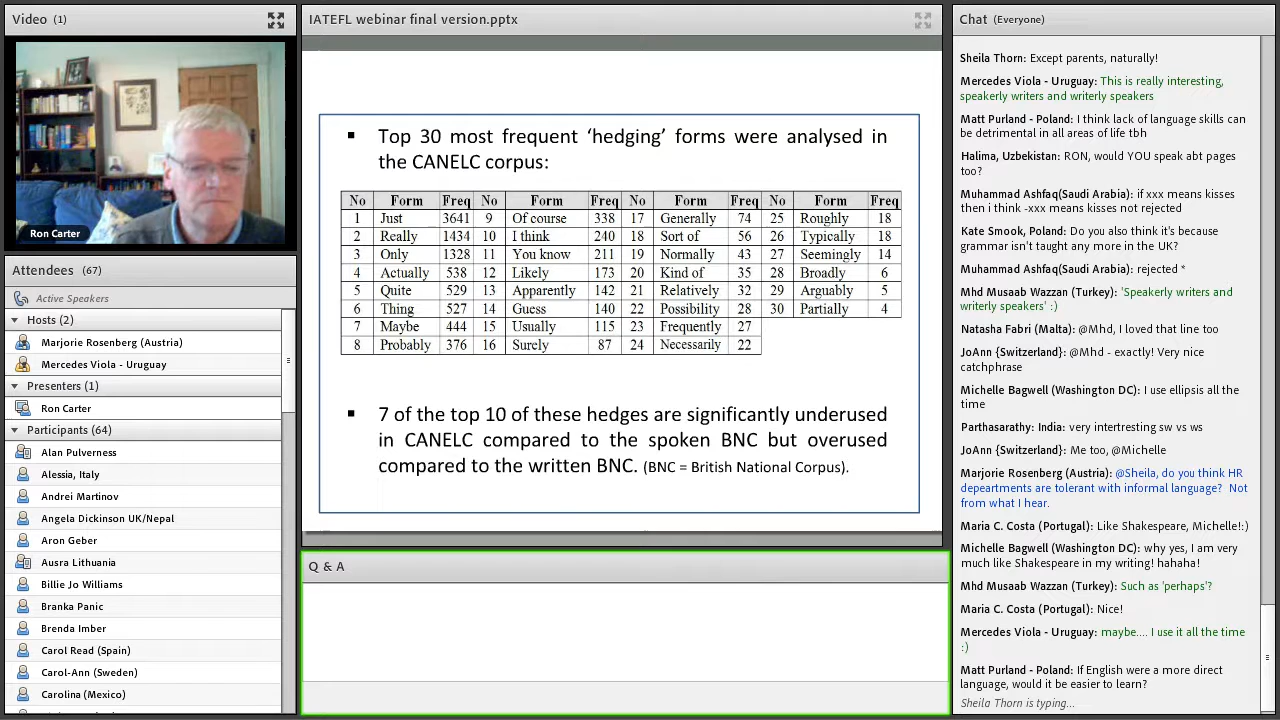 Video (1)
Ron Carter
Attendees (67)
Active Speakers
Hosts (2)
Marjorie Rosenberg (Austria)
Mercedes Viola - Uruguay
Presenters (1)
Ron Carter
Participants (64)
Alan Pulverness
Alessia, Italy
Andrei Martinov
Angela Dickinson UK/Nepal
Aron Geber
Ausra Lithuania
Billie Jo Williams
Branka Panic
Brenda Imber
Carol Read (Spain)
Carol-Ann (Sweden)
Carolina (Mexico)
IATEFL webinar final version.pptx
▪ Top 30 most frequent ‘hedging’ forms were analysed in
the CANELC corpus:
No Form Freq No Form Freq No Form Freq No Form Freq
1 Just 3641 9 Of course 338 17 Generally 74 25 Roughly 18
2 Really 1434 10 I think 240 18 Sort of 56 26 Typically 18
3 Only 1328 11 You know 211 19 Normally 43 27 Seemingly 14
4 Actually 538 12 Likely 173 20 Kind of 35 28 Broadly 6
5 Quite 529 13 Apparently 142 21 Relatively 32 29 Arguably 5
6 Thing 527 14 Guess 140 22 Possibility 28 30 Partially 4
7 Maybe 444 15 Usually 115 23 Frequently 27
8 Probably 376 16 Surely 87 24 Necessarily 22
▪ 7 of the top 10 of these hedges are significantly underused
in CANELC compared to the spoken BNC but overused
compared to the written BNC. (BNC = British National Corpus).
Q & A
Chat (Everyone)
Sheila Thorn: Except parents, naturally!
Mercedes Viola - Uruguay: This is really interesting,
speakerly writers and writerly speakers
Matt Purland - Poland: I think lack of language skills can
be detrimental in all areas of life tbh
Halima, Uzbekistan: RON, would YOU speak abt pages
too?
Muhammad Ashfaq(Saudi Arabia): if xxx means kisses
then i think -xxx means kisses not rejected
Kate Smook, Poland: Do you also think it's because
grammar isn't taught any more in the UK?
Muhammad Ashfaq(Saudi Arabia): rejected *
Mhd Musaab Wazzan (Turkey): 'Speakerly writers and
writerly speakers' :)
Natasha Fabri (Malta): @Mhd, I loved that line too
JoAnn {Switzerland}: @Mhd - exactly! Very nice
catchphrase
Michelle Bagwell (Washington DC): I use ellipsis all the
time
Parthasarathy: India: very intertresting sw vs ws
JoAnn {Switzerland}: Me too, @Michelle
Marjorie Rosenberg (Austria): @Sheila, do you think HR
depeartments are tolerant with informal language? Not
from what I hear.
Maria C. Costa (Portugal): Like Shakespeare, Michelle!:)
Michelle Bagwell (Washington DC): why yes, I am very
much like Shakespeare in my writing! hahaha!
Mhd Musaab Wazzan (Turkey): Such as 'perhaps'?
Maria C. Costa (Portugal): Nice!
Mercedes Viola - Uruguay: maybe.... I use it all the time
:)
Matt Purland - Poland: If English were a more direct
language, would it be easier to learn?
Sheila Thorn is typing...